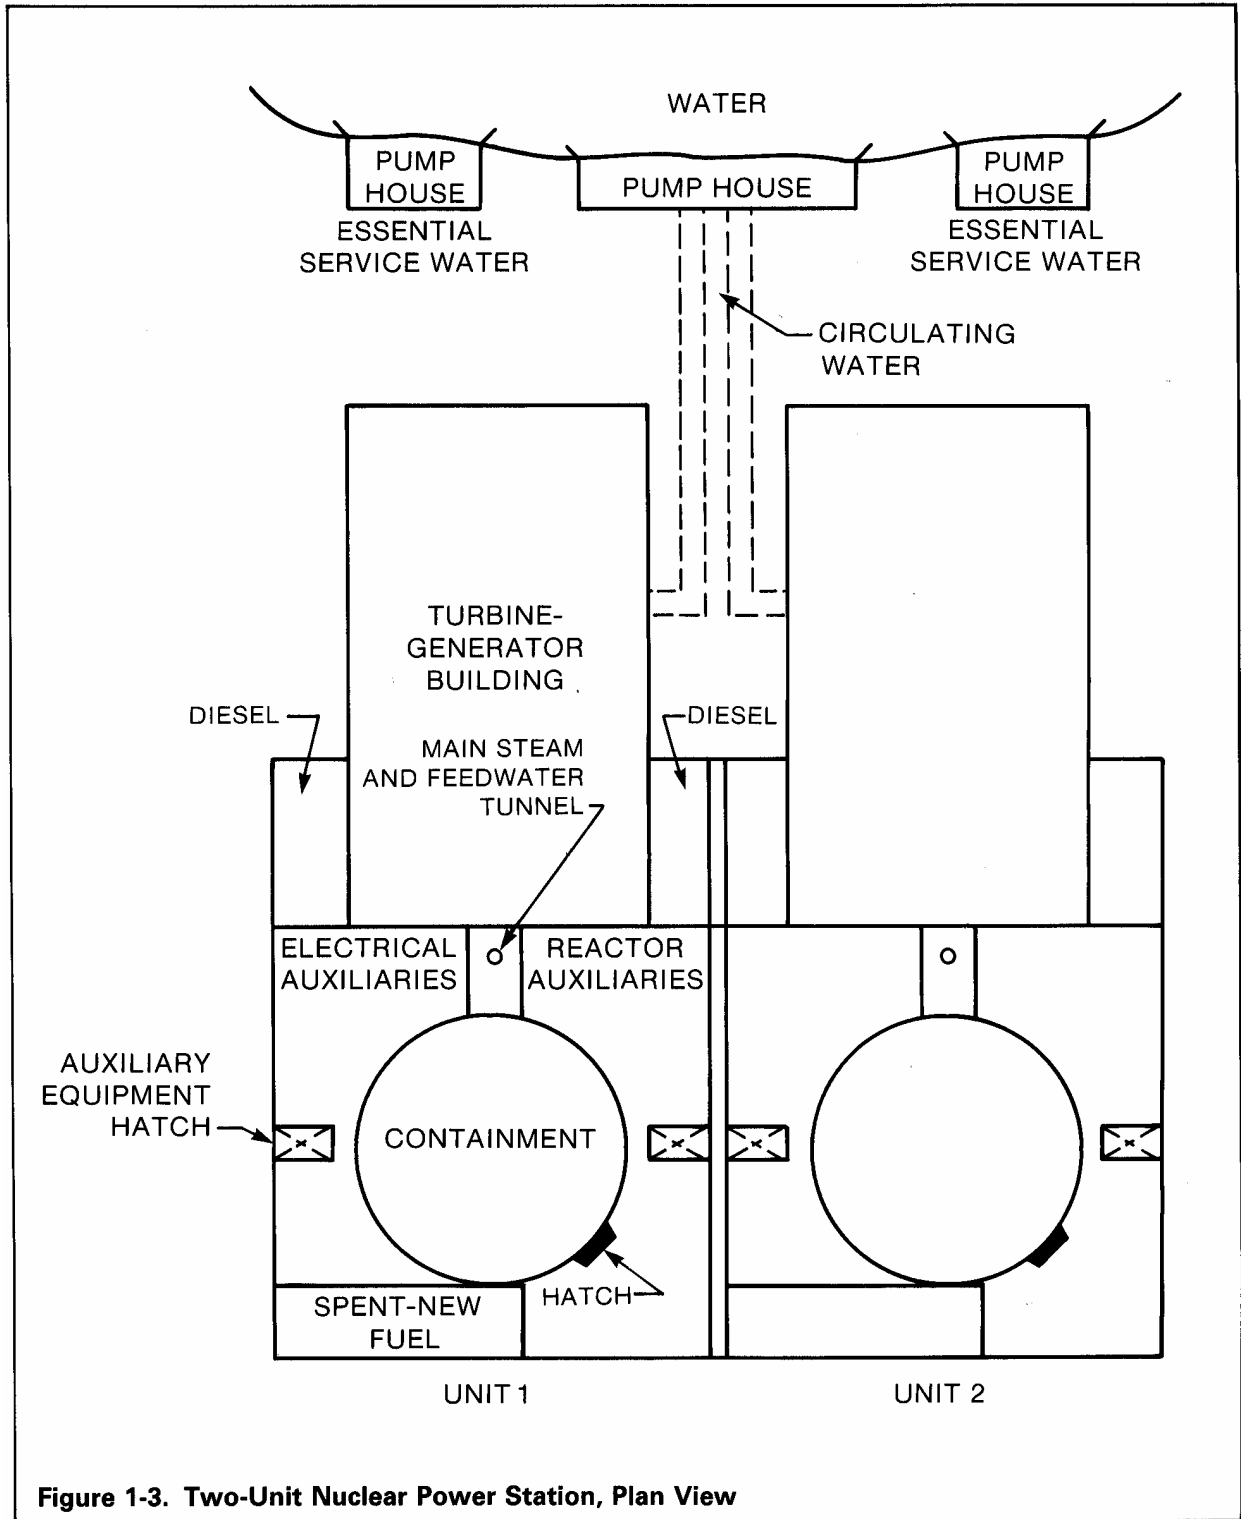 WATER
PUMP
HOUSE
PUMP HOUSE
PUMP
HOUSE
ESSENTIAL
SERVICE WATER
ESSENTIAL
SERVICE WATER
CIRCULATING
WATER
TURBINE-
GENERATOR
BUILDING
DIESEL
DIESEL
MAIN STEAM
AND FEEDWATER
TUNNEL
ELECTRICAL
AUXILIARIES
REACTOR
AUXILIARIES
AUXILIARY
EQUIPMENT
HATCH
CONTAINMENT
HATCH
SPENT-NEW
FUEL
UNIT 1
UNIT 2
Figure 1-3. Two-Unit Nuclear Power Station, Plan View